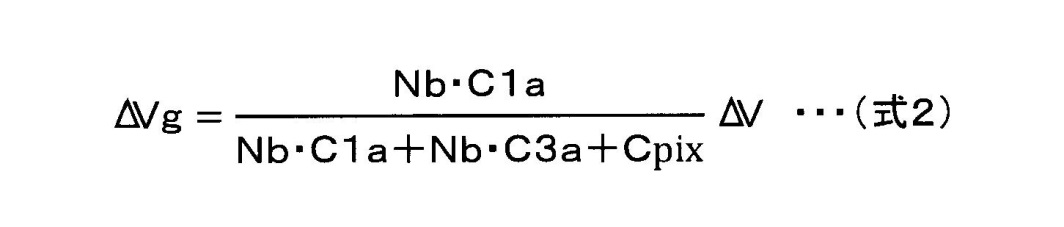 ΔVg = Nb·C1a / Nb·C1a+Nb·C3a+Cpix ΔV ···(式2)